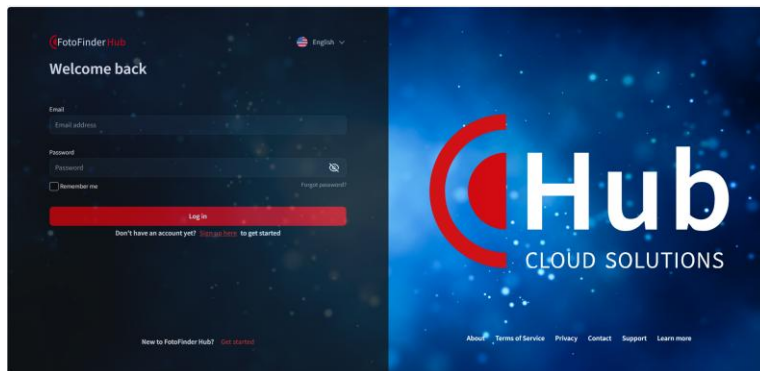 FotoFinder Hub
English
Welcome back
Email
Email address
Password
Password
Remember me
Forgot password?
Log in
Don't have an account yet? Sign up here to get started
New to FotoFinder Hub? Get started
Hub
CLOUD SOLUTIONS
About Terms of Service Privacy Contact Support Learn more